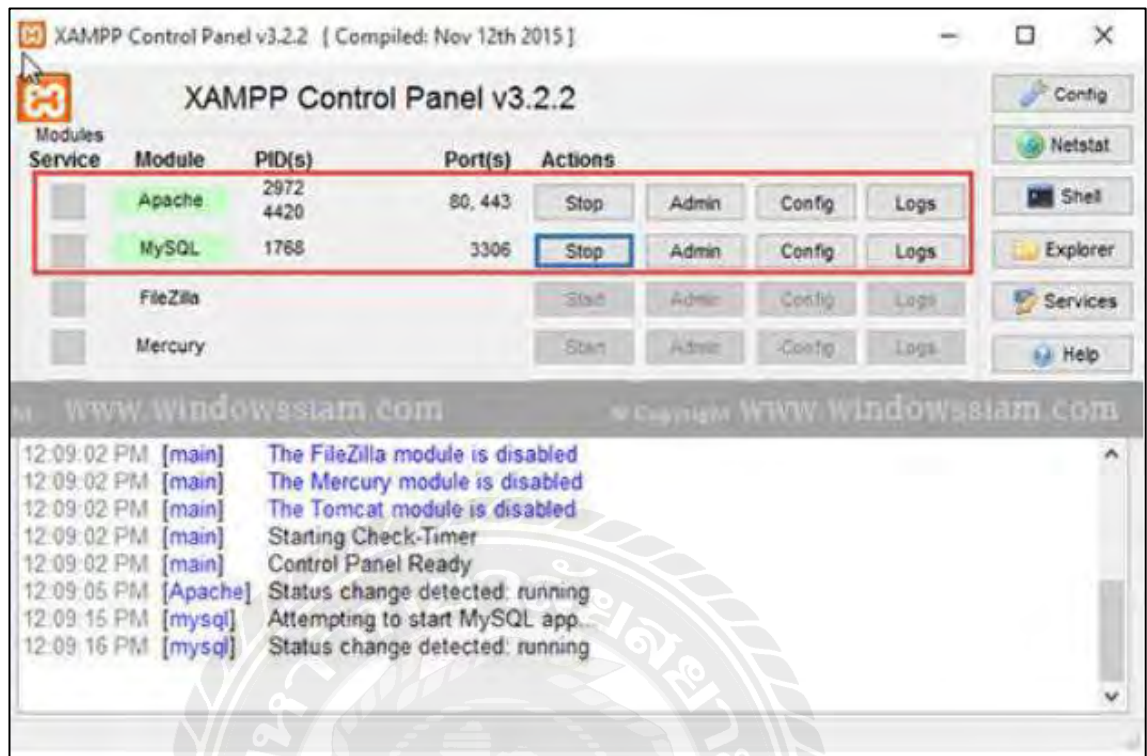 XAMPP Control Panel v3.2.2 [ Compiled: Nov 12th 2015 ]
XAMPP Control Panel v3.2.2
Config
Modules
Service Module PID(s) Port(s) Actions
Netstat
Apache 2972 4420 80, 443 Stop Admin Config Logs
Shell
MySQL 1768 3306 Stop Admin Config Logs
Explorer
FileZilla Start Admin Config Logs
Services
Mercury Start Admin Config Logs
Help
www.windowssiam.com Copyright www.windowssiam.com
12:09:02 PM [main] The FileZilla module is disabled
12:09:02 PM [main] The Mercury module is disabled
12:09:02 PM [main] The Tomcat module is disabled
12:09:02 PM [main] Starting Check-Timer
12:09:02 PM [main] Control Panel Ready
12:09:05 PM [Apache] Status change detected: running
12:09:15 PM [mysql] Attempting to start MySQL app...
12:09:16 PM [mysql] Status change detected: running